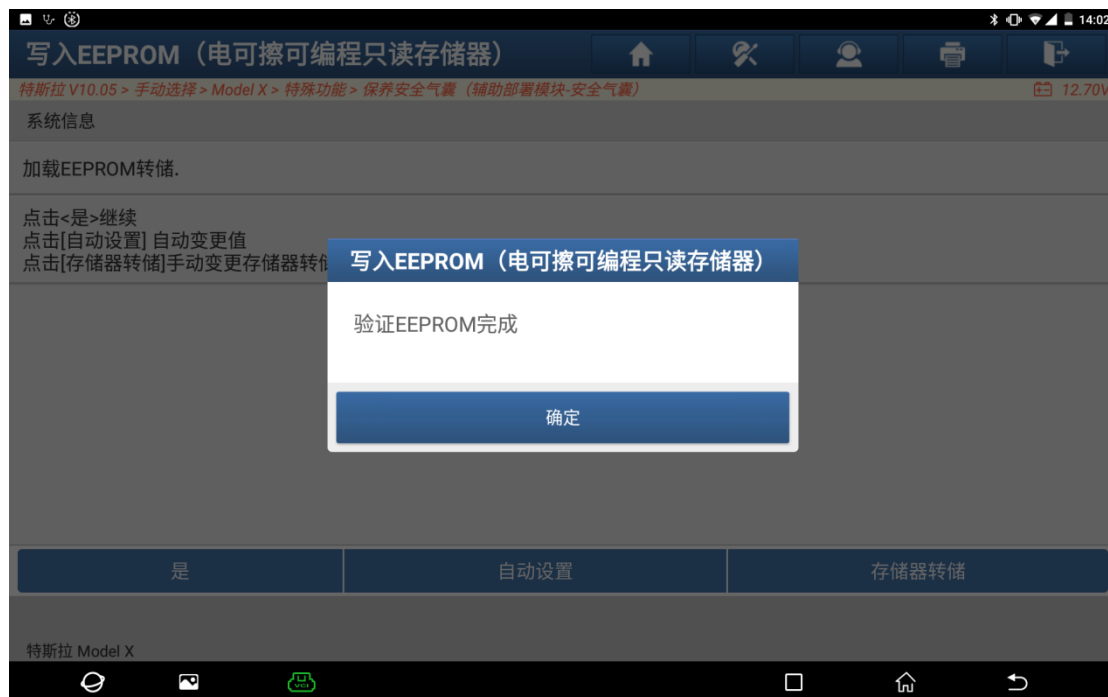 14:02
写入EEPROM（电可擦可编程只读存储器）
特斯拉 V10.05 > 手动选择 > Model X > 特殊功能 > 保养安全气囊（辅助部署模块-安全气囊）
12.70V
系统信息
加载EEPROM转储.
点击<是>继续
点击[自动设置] 自动变更值
点击[存储器转储]手动变更存储器转储
写入EEPROM（电可擦可编程只读存储器）
验证EEPROM完成
确定
是
自动设置
存储器转储
特斯拉 Model X
VCI